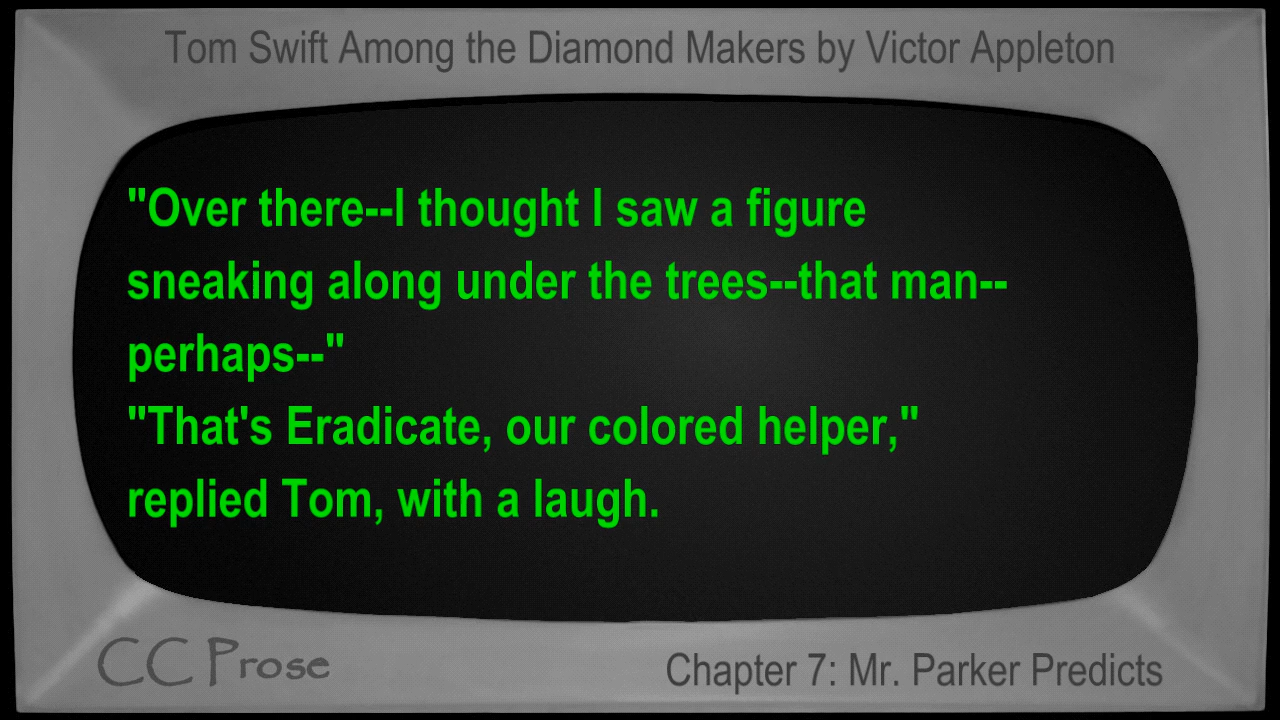 Tom Swift Among the Diamond Makers by Victor Appleton
"Over there--I thought I saw a figure
sneaking along under the trees--that man--
perhaps--"
"That's Eradicate, our colored helper,"
replied Tom, with a laugh.
CC Prose
Chapter 7: Mr. Parker Predicts